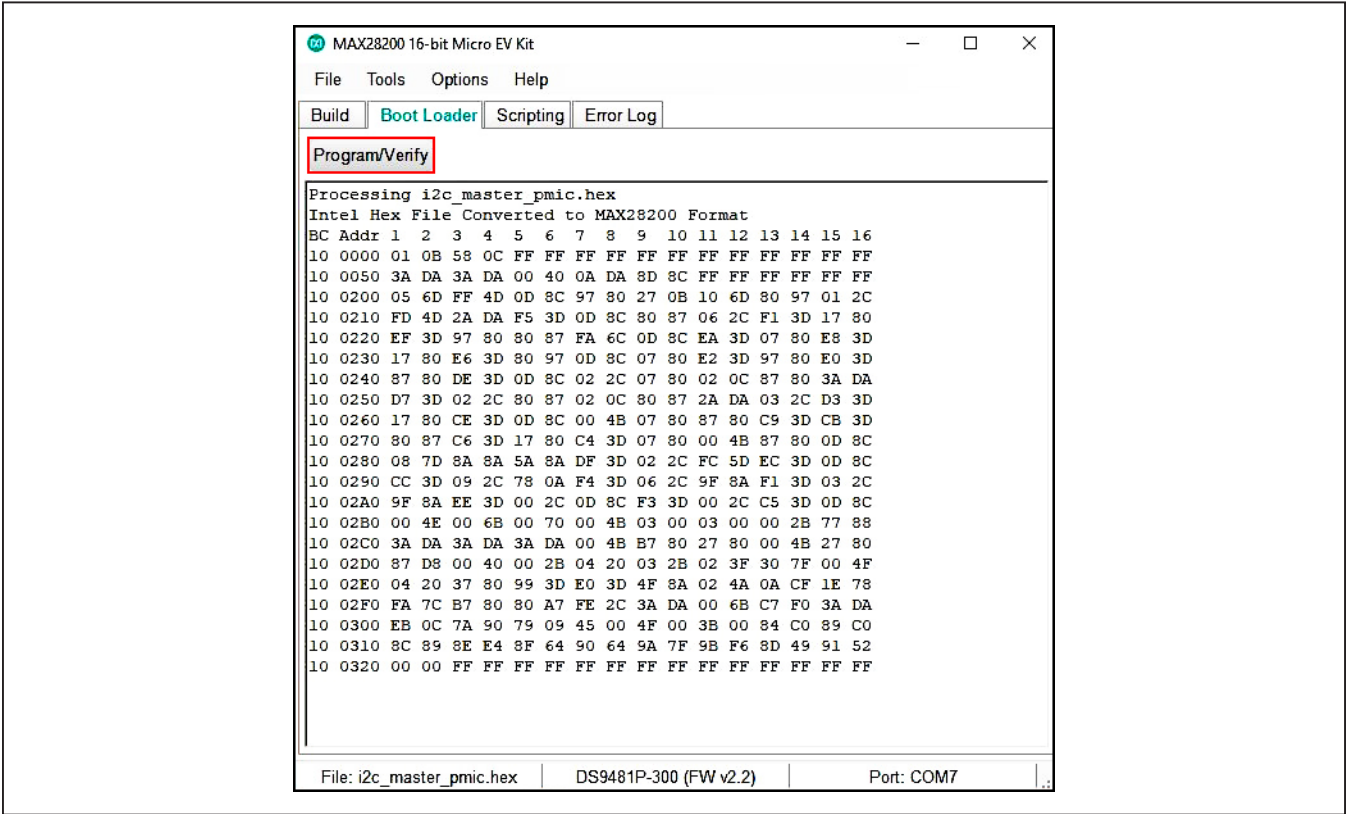 MAX28200 16-bit Micro EV Kit
File Tools Options Help
Build Boot Loader Scripting Error Log
Program/Verify
Processing i2c_master_pmic.hex
Intel Hex File Converted to MAX28200 Format
BC Addr 1 2 3 4 5 6 7 8 9 10 11 12 13 14 15 16
10 0000 01 0B 58 0C FF FF FF FF FF FF FF FF FF FF FF FF
10 0050 3A DA 3A DA 00 40 0A DA 8D 8C FF FF FF FF FF FF
10 0200 05 6D FF 4D 0D 8C 97 80 27 0B 10 6D 80 97 01 2C
10 0210 FD 4D 2A DA F5 3D 0D 8C 80 87 06 2C F1 3D 17 80
10 0220 EF 3D 97 80 80 87 FA 6C 0D 8C EA 3D 07 80 E8 3D
10 0230 17 80 E6 3D 80 97 0D 8C 07 80 E2 3D 97 80 E0 3D
10 0240 87 80 DE 3D 0D 8C 02 2C 07 80 02 0C 87 80 3A DA
10 0250 D7 3D 02 2C 80 87 02 0C 80 87 2A DA 03 2C D3 3D
10 0260 17 80 CE 3D 0D 8C 00 4B 07 80 87 80 C9 3D CB 3D
10 0270 80 87 C6 3D 17 80 C4 3D 07 80 00 4B 87 80 0D 8C
10 0280 08 7D 8A 8A 5A 8A DF 3D 02 2C FC 5D EC 3D 0D 8C
10 0290 CC 3D 09 2C 78 0A F4 3D 06 2C 9F 8A F1 3D 03 2C
10 02A0 9F 8A EE 3D 00 2C 0D 8C F3 3D 00 2C C5 3D 0D 8C
10 02B0 00 4E 00 6B 00 70 00 4B 03 00 03 00 00 2B 77 88
10 02C0 3A DA 3A DA 3A DA 00 4B B7 80 27 80 00 4B 27 80
10 02D0 87 D8 00 40 00 2B 04 20 03 2B 02 3F 30 7F 00 4F
10 02E0 04 20 37 80 99 3D E0 3D 4F 8A 02 4A 0A CF 1E 78
10 02F0 FA 7C B7 80 80 A7 FE 2C 3A DA 00 6B C7 F0 3A DA
10 0300 EB 0C 7A 90 79 09 45 00 4F 00 3B 00 84 C0 89 C0
10 0310 8C 89 8E E4 8F 64 90 64 9A 7F 9B F6 8D 49 91 52
10 0320 00 00 FF FF FF FF FF FF FF FF FF FF FF FF FF FF
File: i2c_master_pmic.hex DS9481P-300 (FW v2.2) Port: COM7